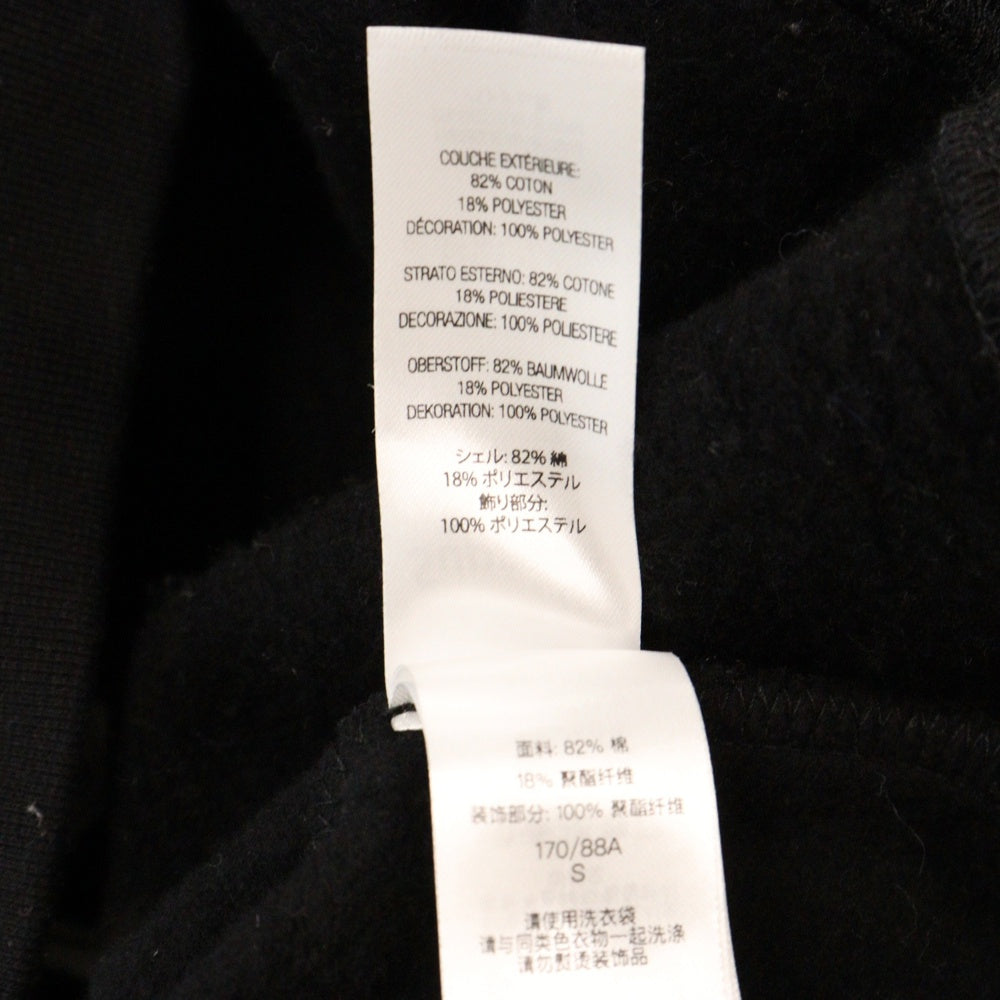 COUCHE EXTÉRIEURE:
82% COTON
18% POLYESTER
DÉCORATION: 100% POLYESTER
STRATO ESTERNO: 82% COTONE
18% POLIESTERE
DECORAZIONE: 100% POLIESTERE
OBERSTOFF: 82% BAUMWOLLE
18% POLYESTER
DEKORATION: 100% POLYESTER
シェル: 82% 綿
18% ポリエステル
飾り部分:
100% ポリエステル
面料: 82% 棉
18% 聚酯纤维
装饰部分: 100% 聚酯纤维
170/88A
S
请使用洗衣袋
请与同类色衣物一起洗涤
请勿熨烫装饰品